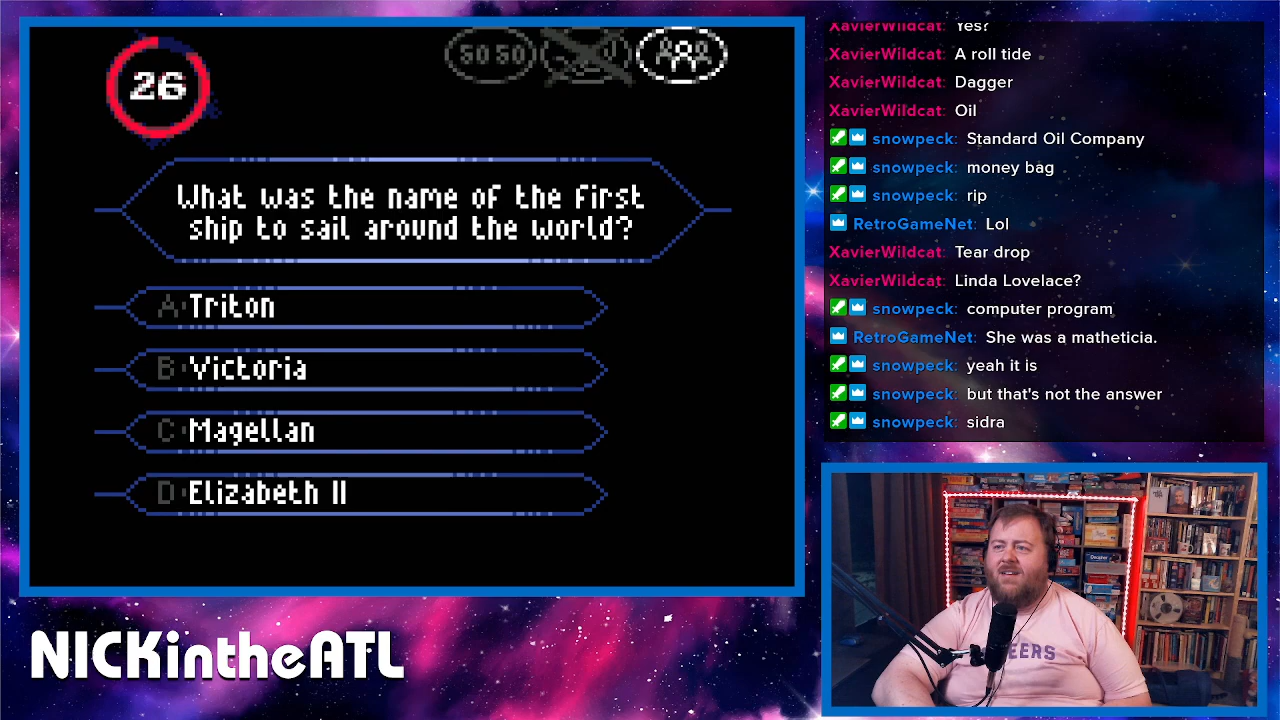 26
50 50
What was the name of the first
ship to sail around the world?
A· Triton
B· Victoria
C· Magellan
D· Elizabeth II
XavierWildcat: Yes?
XavierWildcat: A roll tide
XavierWildcat: Dagger
XavierWildcat: Oil
snowpeck: Standard Oil Company
snowpeck: money bag
snowpeck: rip
RetroGameNet: Lol
XavierWildcat: Tear drop
XavierWildcat: Linda Lovelace?
snowpeck: computer program
RetroGameNet: She was a matheticia.
snowpeck: yeah it is
snowpeck: but that's not the answer
snowpeck: sidra
NICKintheATL
EERS